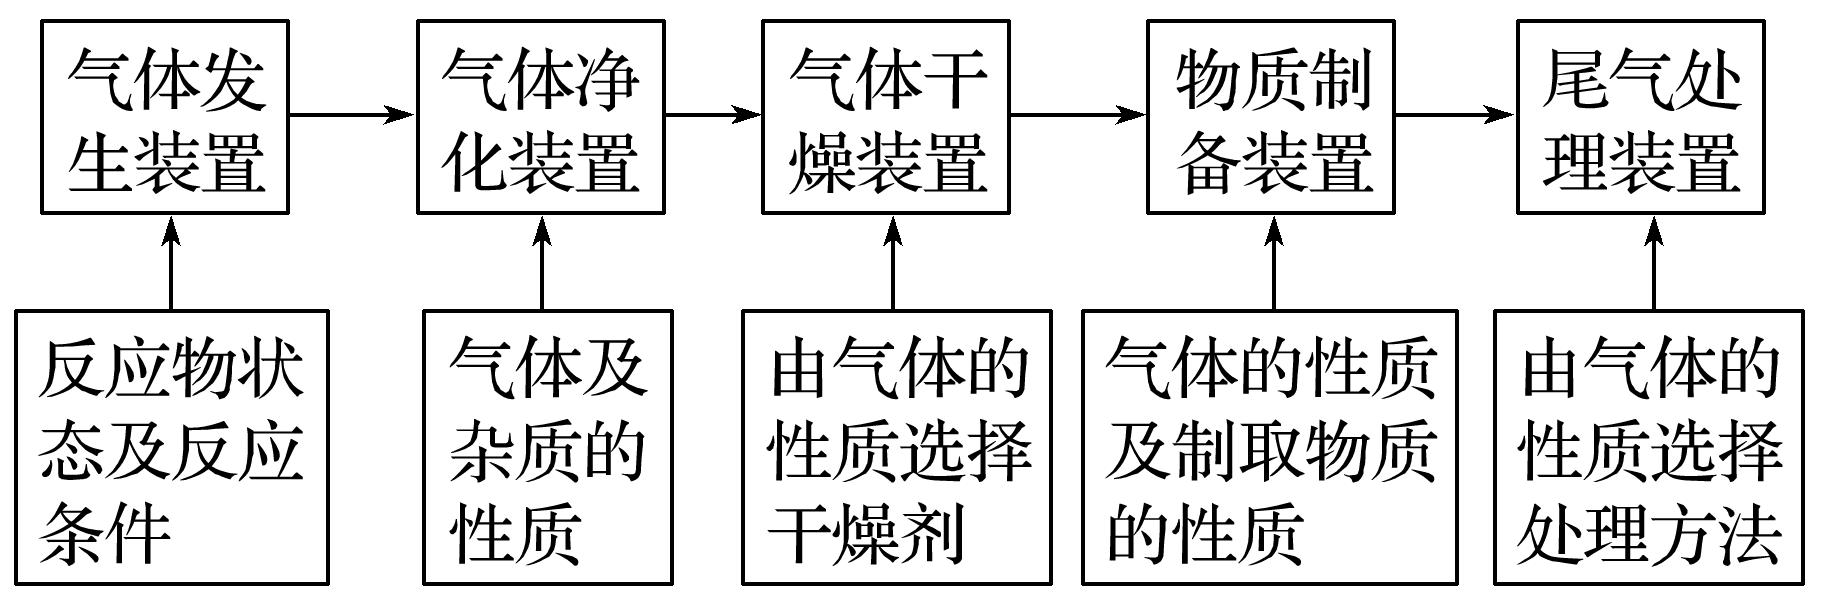 气体发
生装置
气体净
化装置
气体干
燥装置
物质制
备装置
尾气处
理装置
反应物状
态及反应
条件
气体及
杂质的
性质
由气体的
性质选择
干燥剂
气体的性质
及制取物质
的性质
由气体的
性质选择
处理方法